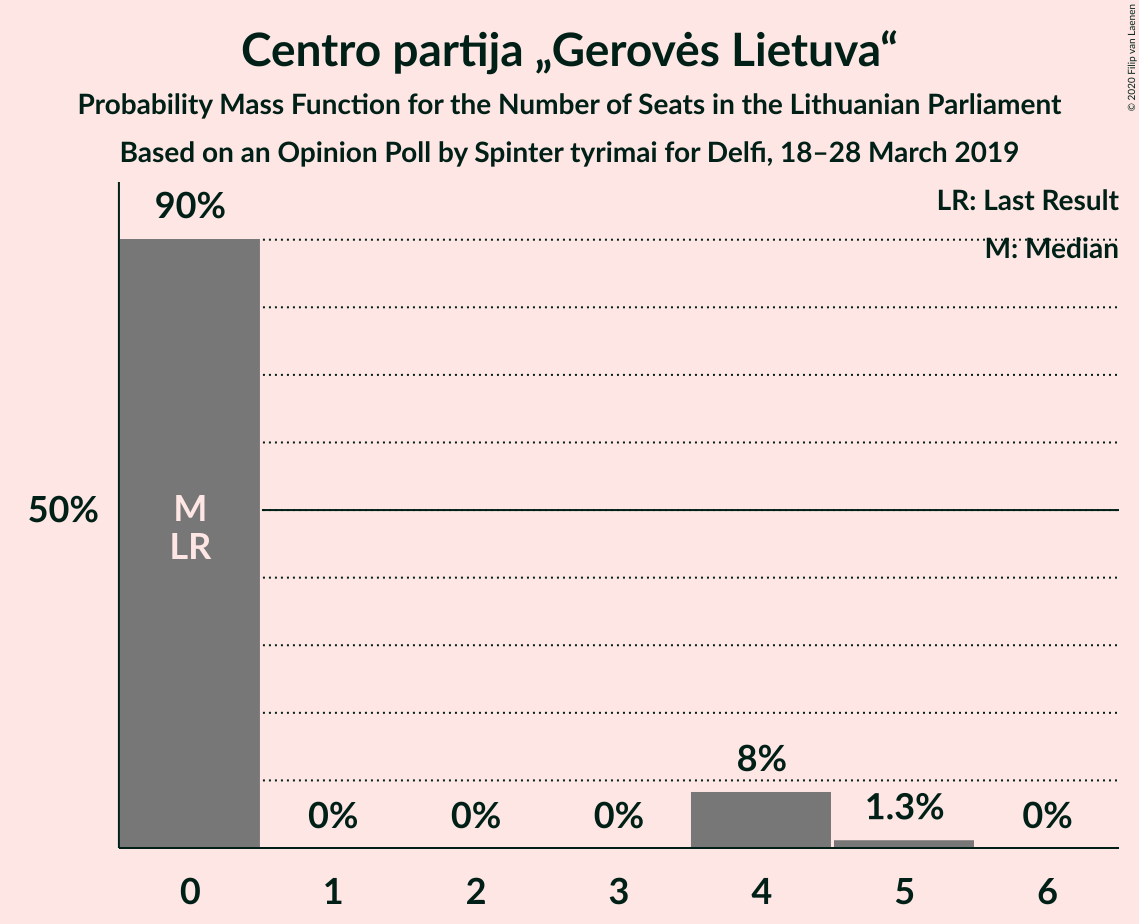 Centro partija „Gerovės Lietuva“
Probability Mass Function for the Number of Seats in the Lithuanian Parliament
Based on an Opinion Poll by Spinter tyrimai for Delfi, 18–28 March 2019
© 2020 Filip van Laenen
LR: Last Result
M: Median
90%
50%
M
LR
0%
0%
0%
8%
1.3%
0%
0
1
2
3
4
5
6